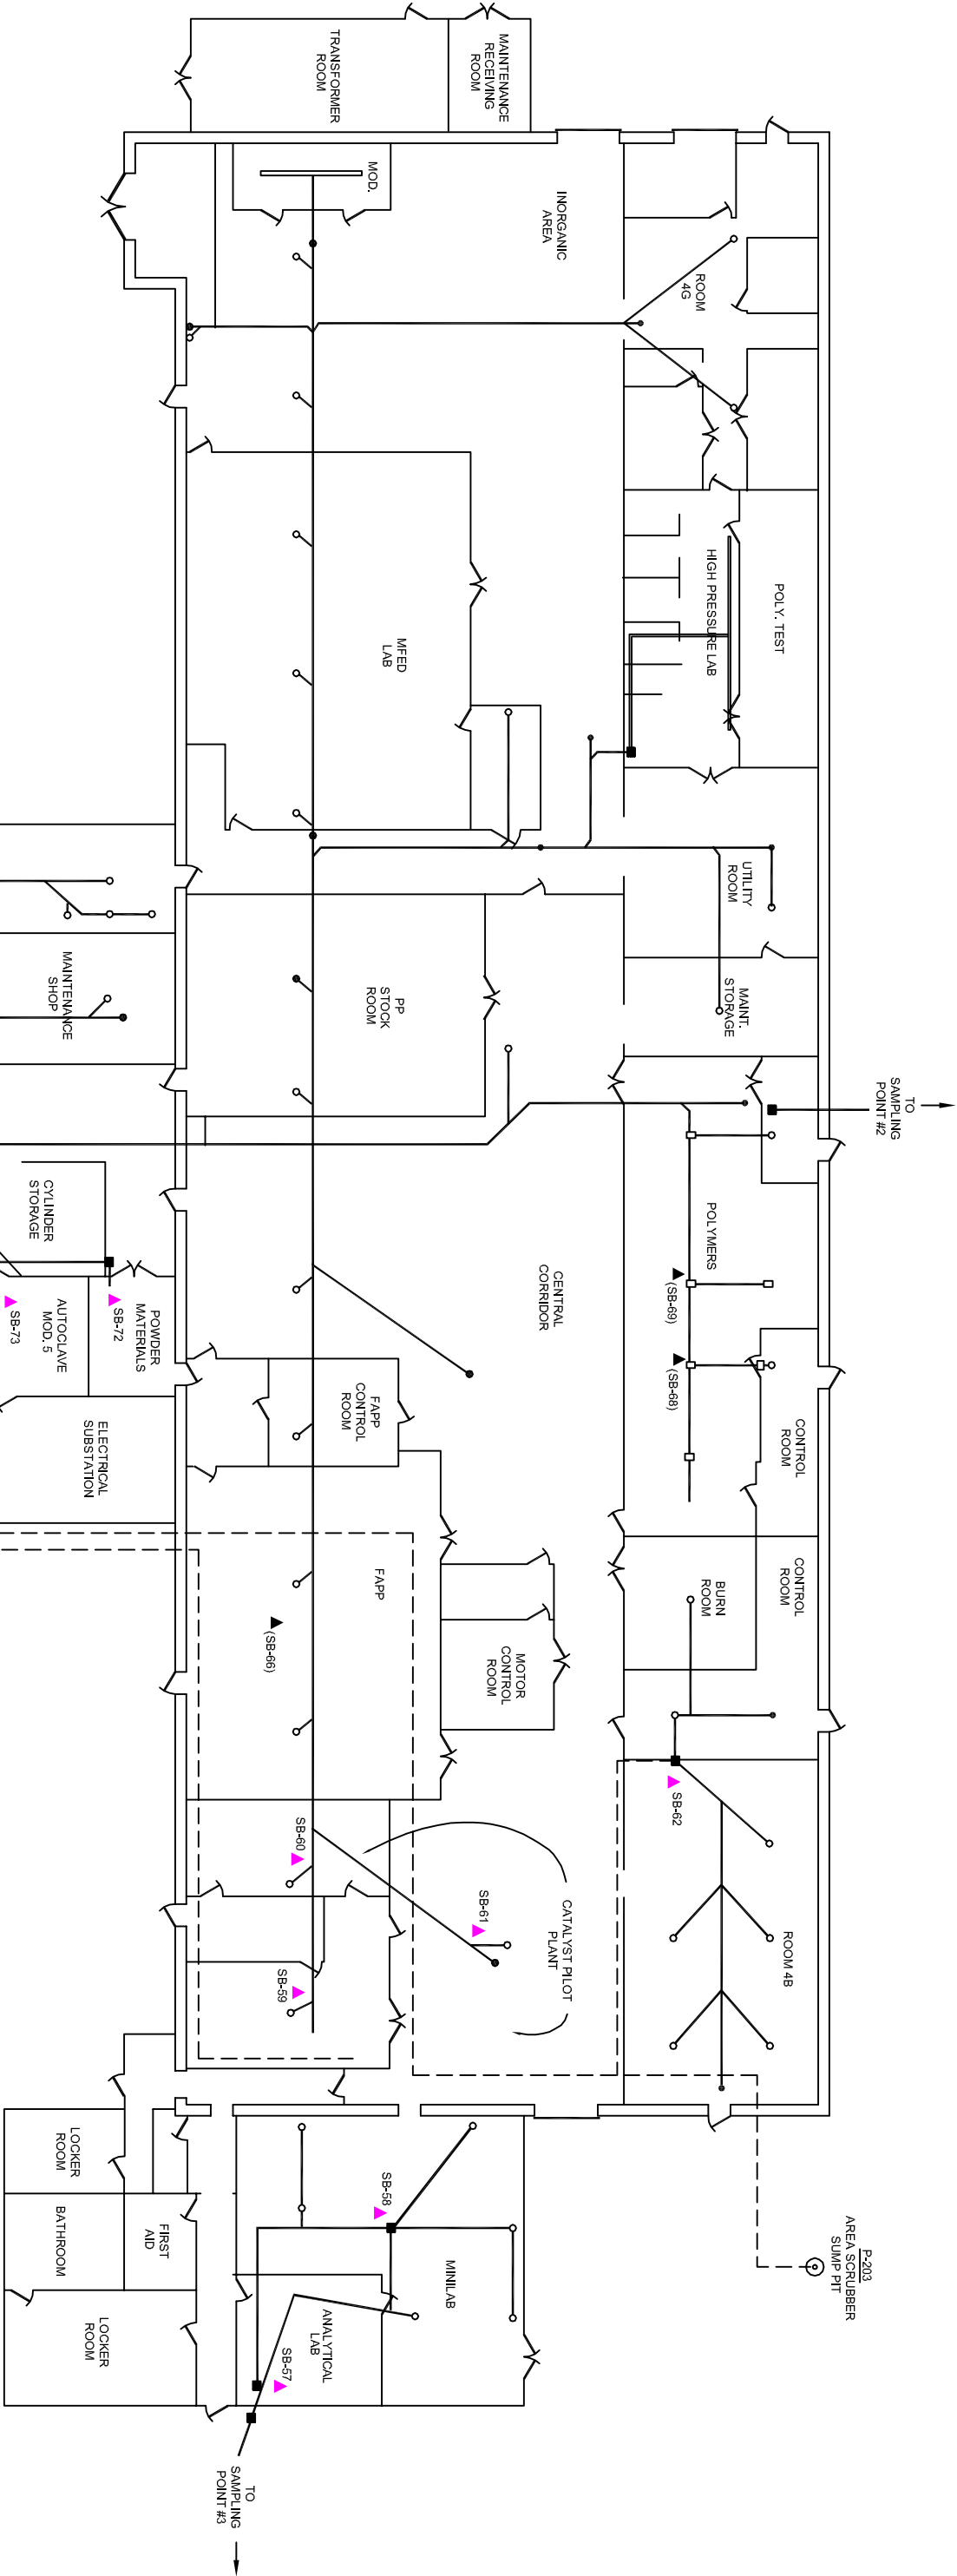 TRANSFORMER
ROOM
MAINTENANCE
RECEIVING
ROOM
MOD.
INORGANIC
AREA
ROOM
4G
HIGH PRESSURE LAB
POLY. TEST
MFED
LAB
UTILITY
ROOM
MAINT.
STORAGE
MAINTENANCE
SHOP
PP
STOCK
ROOM
TO
SAMPLING
POINT #2
CYLINDER
STORAGE
POLYMERS
CENTRAL
CORRIDOR
(SB-69)
(SB-68)
SB-73
SB-72
AUTOCLAVE
MOD. 5
POWDER
MATERIALS
FAPP
CONTROL
ROOM
CONTROL
ROOM
ELECTRICAL
SUBSTATION
FAPP
BURN
ROOM
CONTROL
ROOM
(SB-66)
MOTOR
CONTROL
ROOM
SB-62
SB-60
SB-61
CATALYST PILOT
PLANT
ROOM 4B
SB-59
LOCKER
ROOM
BATHROOM
FIRST
AID
SB-58
MINILAB
P-203
AREA SCRUBBER
SUMP PIT
LOCKER
ROOM
ANALYTICAL
LAB
SB-57
TO
SAMPLING
POINT #3